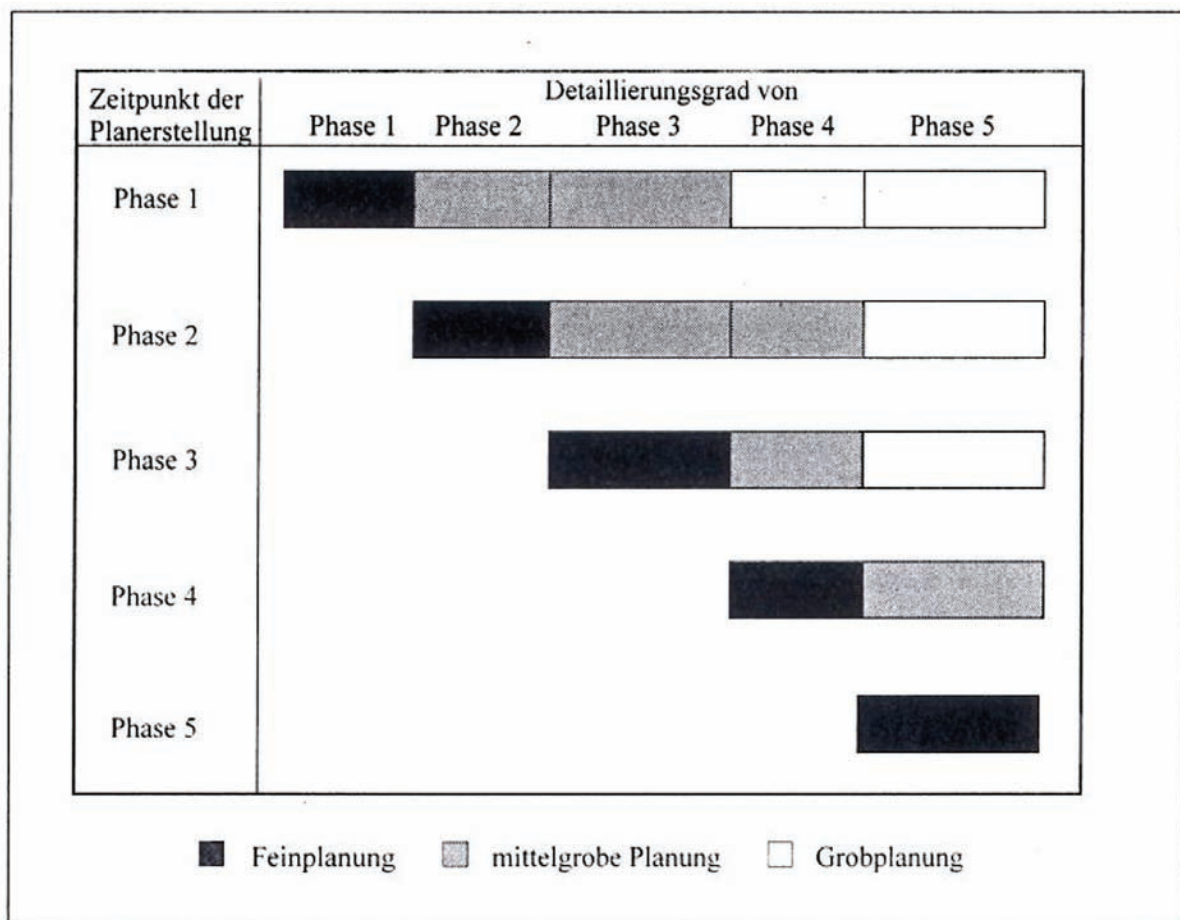 Zeitpunkt der
Planerstellung
Detaillierungsgrad von
Phase 1 Phase 2 Phase 3 Phase 4 Phase 5
Phase 1
Phase 2
Phase 3
Phase 4
Phase 5
Feinplanung mittelgrobe Planung Grobplanung